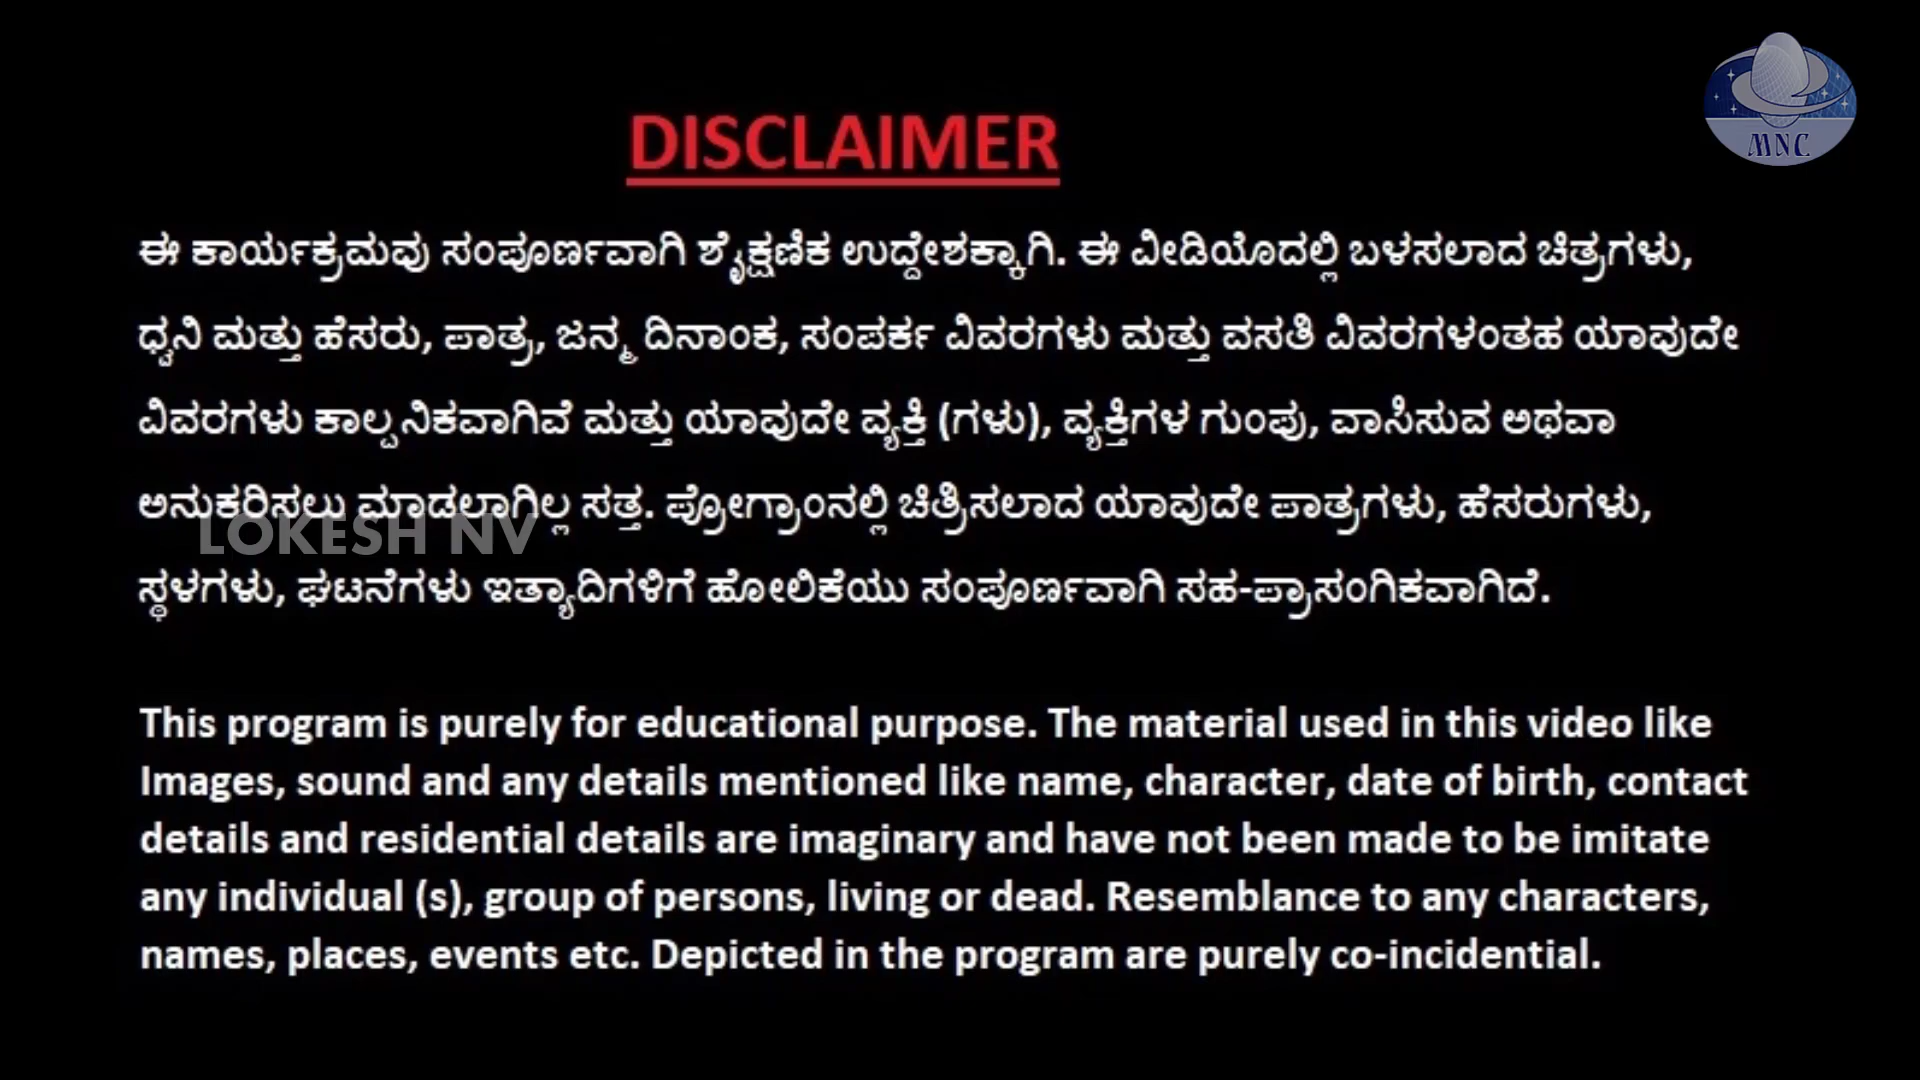 MNC
DISCLAIMER
ಈ ಕಾರ್ಯಕ್ರಮವು ಸಂಪೂರ್ಣವಾಗಿ ಶೈಕ್ಷಣಿಕ ಉದ್ದೇಶಕ್ಕಾಗಿ. ಈ ವೀಡಿಯೊದಲ್ಲಿ ಬಳಸಲಾದ ಚಿತ್ರಗಳು,
ಧ್ವನಿ ಮತ್ತು ಹೆಸರು, ಪಾತ್ರ, ಜನ್ಮ ದಿನಾಂಕ, ಸಂಪರ್ಕ ವಿವರಗಳು ಮತ್ತು ವಸತಿ ವಿವರಗಳಂತಹ ಯಾವುದೇ
ವಿವರಗಳು ಕಾಲ್ಪನಿಕವಾಗಿವೆ ಮತ್ತು ಯಾವುದೇ ವ್ಯಕ್ತಿ (ಗಳು), ವ್ಯಕ್ತಿಗಳ ಗುಂಪು, ವಾಸಿಸುವ ಅಥವಾ
ಅನುಕರಿಸಲು ಮಾಡಲಾಗಿಲ್ಲ ಸತ್ತ. ಪ್ರೋಗ್ರಾಂನಲ್ಲಿ ಚಿತ್ರಿಸಲಾದ ಯಾವುದೇ ಪಾತ್ರಗಳು, ಹೆಸರುಗಳು,
LOKESH NV
ಸ್ಥಳಗಳು, ಘಟನೆಗಳು ಇತ್ಯಾದಿಗಳಿಗೆ ಹೋಲಿಕೆಯು ಸಂಪೂರ್ಣವಾಗಿ ಸಹ-ಪ್ರಾಸಂಗಿಕವಾಗಿದೆ.
This program is purely for educational purpose. The material used in this video like
Images, sound and any details mentioned like name, character, date of birth, contact
details and residential details are imaginary and have not been made to be imitate
any individual (s), group of persons, living or dead. Resemblance to any characters,
names, places, events etc. Depicted in the program are purely co-incidential.